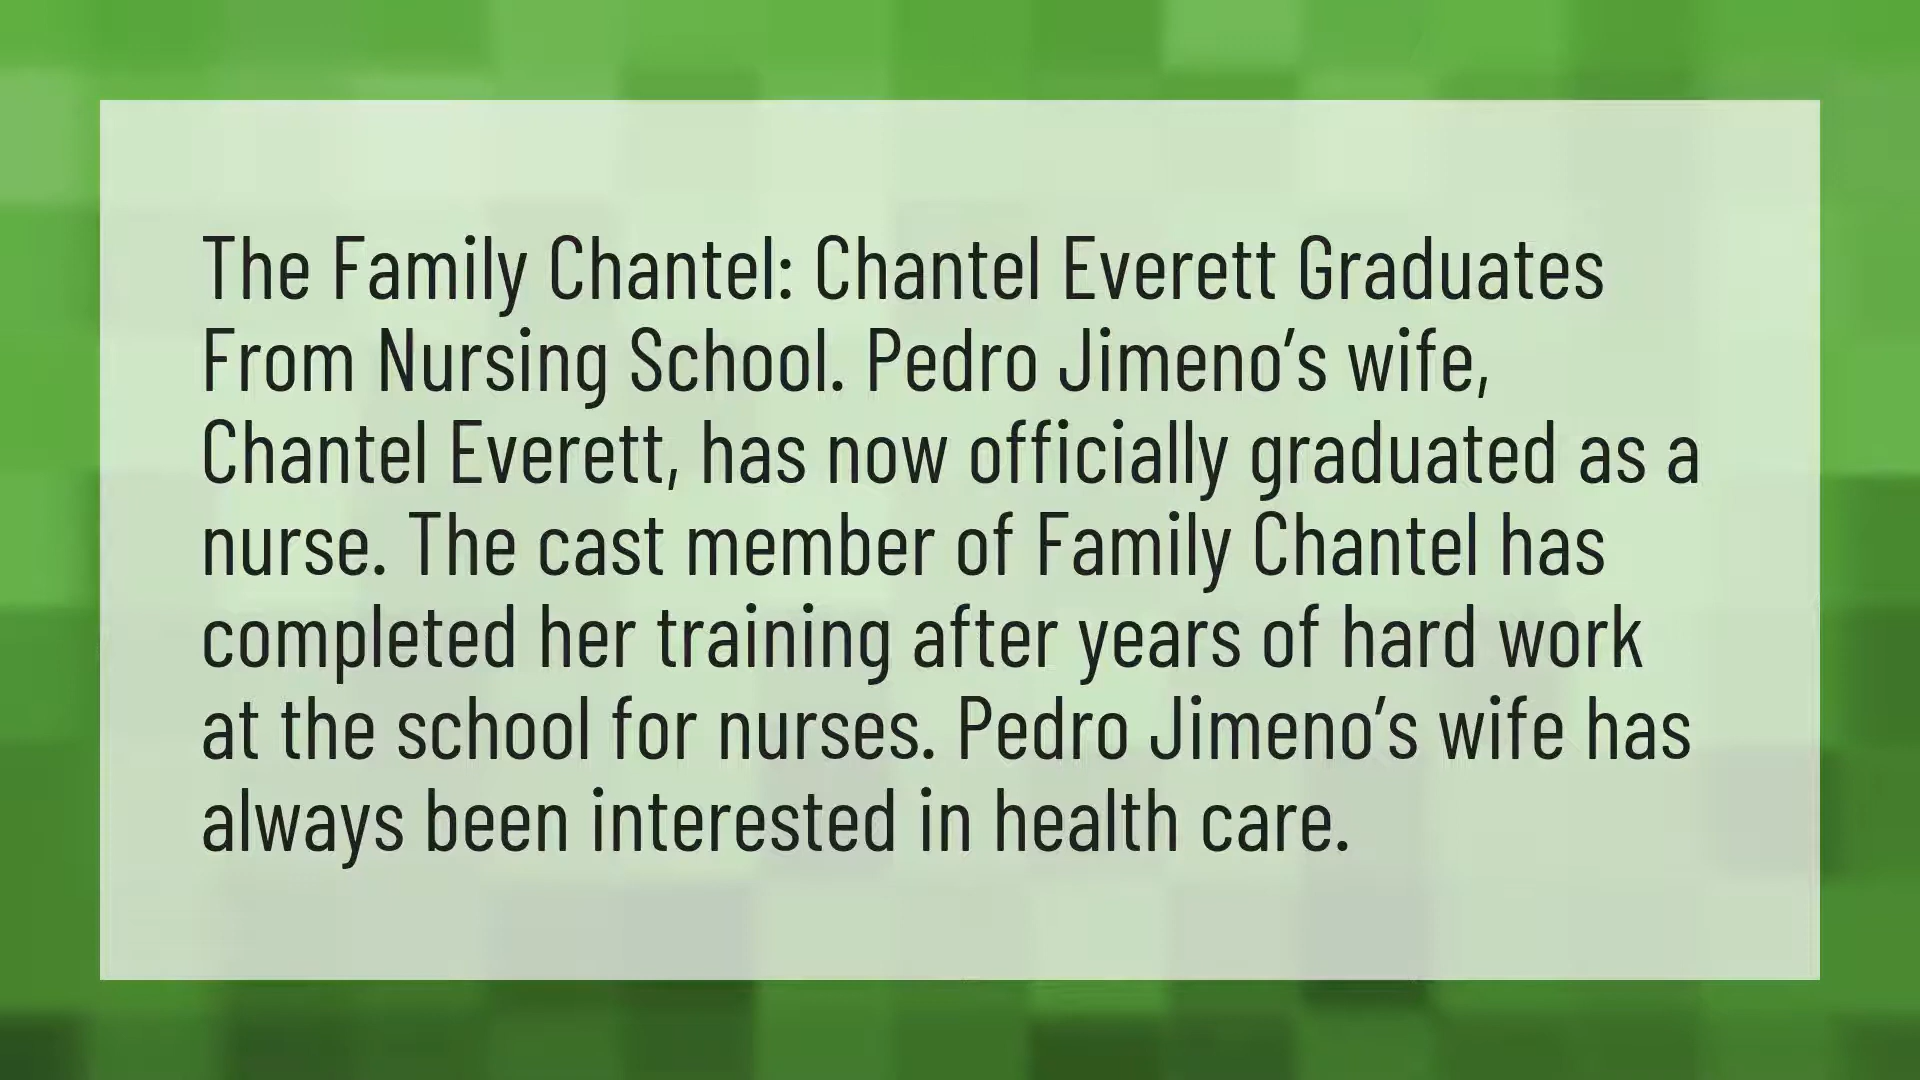 The Family Chantel: Chantel Everett Graduates
From Nursing School. Pedro Jimeno’s wife,
Chantel Everett, has now officially graduated as a
nurse. The cast member of Family Chantel has
completed her training after years of hard work
at the school for nurses. Pedro Jimeno’s wife has
always been interested in health care.